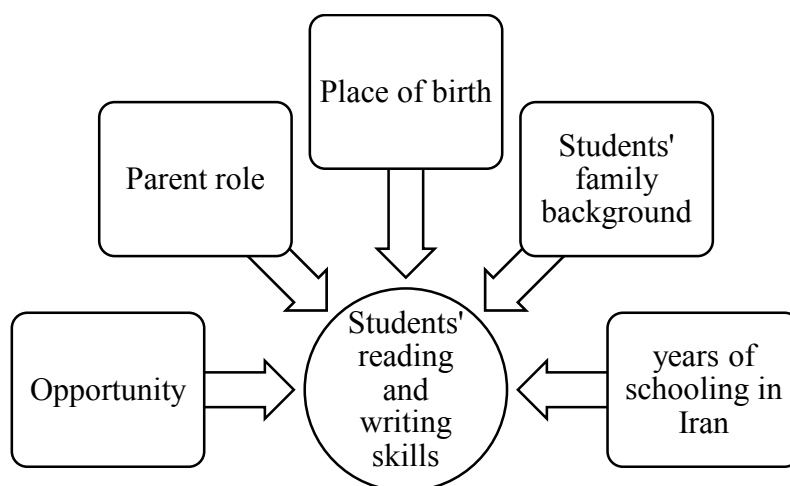 Place of birth
Parent role
Students'
family
background
Opportunity
Students'
reading
and
writing
skills
years of
schooling in
Iran